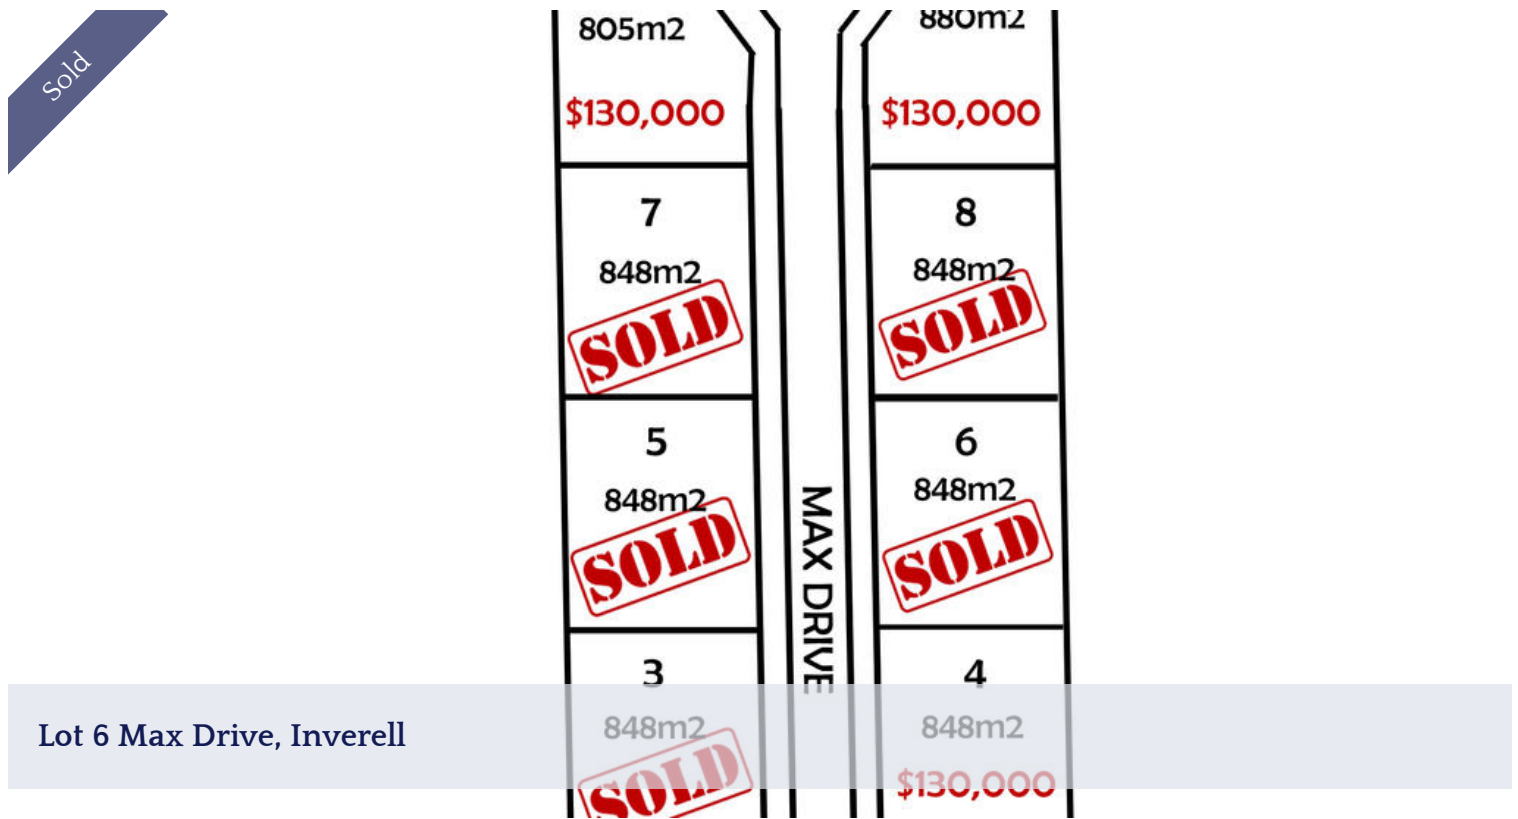 Sold
805m2
880m2
$130,000
$130,000
7
8
848m2
848m2
SOLD
SOLD
5
6
848m2
848m2
SOLD
SOLD
MAX DRIVE
3
4
848m2
848m2
SOLD
$130,000
Lot 6 Max Drive, Inverell